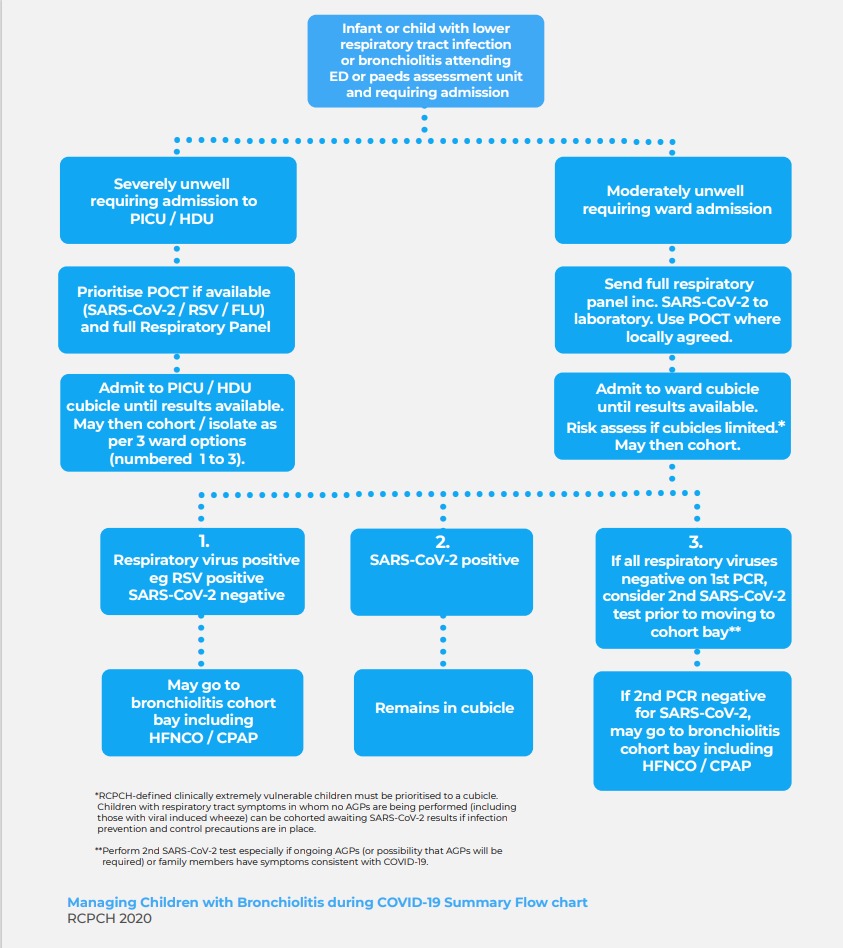 Infant or child with lower
respiratory tract infection
or bronchiolitis attending
ED or paeds assessment unit
and requiring admission
Severely unwell
requiring admission to
PICU / HDU
Moderately unwell
requiring ward admission
Prioritise POCT if available
(SARS-CoV-2 / RSV / FLU)
and full Respiratory Panel
Send full respiratory
panel inc. SARS-CoV-2 to
laboratory. Use POCT where
locally agreed.
Admit to PICU / HDU
cubicle until results available.
May then cohort / isolate as
per 3 ward options
(numbered 1 to 3).
Admit to ward cubicle
until results available.
Risk assess if cubicles limited.*
May then cohort.
1.
Respiratory virus positive
eg RSV positive
SARS-CoV-2 negative
2.
SARS-CoV-2 positive
3.
If all respiratory viruses
negative on 1st PCR,
consider 2nd SARS-CoV-2
test prior to moving to
cohort bay**
May go to
bronchiolitis cohort
bay including
HFNCO / CPAP
Remains in cubicle
If 2nd PCR negative
for SARS-CoV-2,
may go to bronchiolitis
cohort bay including
HFNCO / CPAP
*RCPCH-defined clinically extremely vulnerable children must be prioritised to a cubicle.
Children with respiratory tract symptoms in whom no AGPs are being performed (including
those with viral induced wheeze) can be cohorted awaiting SARS-CoV-2 results if infection
prevention and control precautions are in place.
**Perform 2nd SARS-CoV-2 test especially if ongoing AGPs (or possibility that AGPs will be
required) or family members have symptoms consistent with COVID-19.
Managing Children with Bronchiolitis during COVID-19 Summary Flow chart
RCPCH 2020